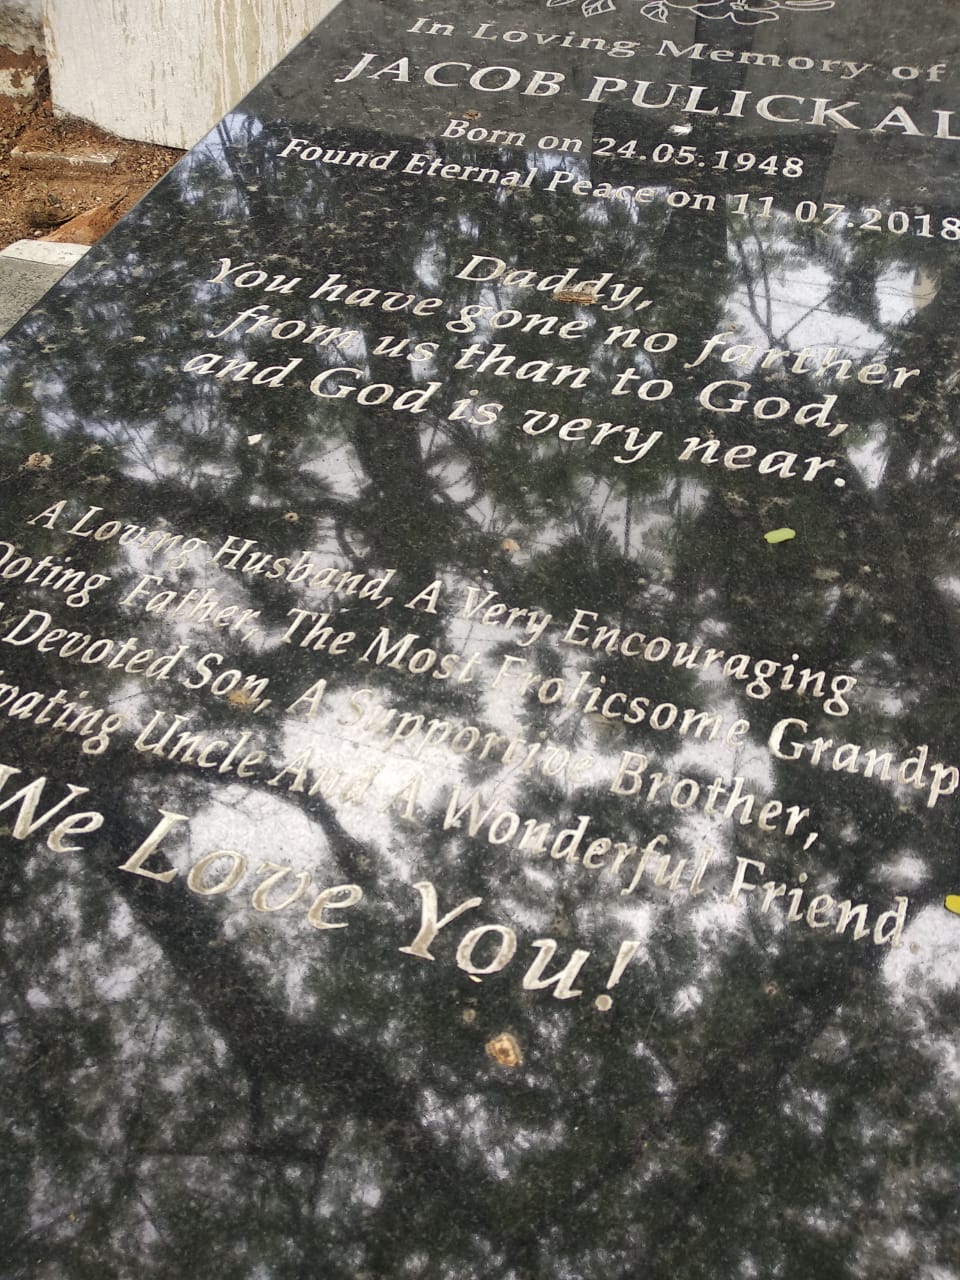 In Loving Memory of
JACOB PULICKAL
Born on 24.05.1948
Found Eternal Peace on 11 07.2018
Daddy,
You have gone no farther
from us than to God,
and God is very near.
A Loving Husband, A Very Encouraging
Doting Father, The Most Frolicsome Grandp
A Devoted Son, A Supportive Brother,
vating Uncle And A Wonderful Friend.
We Love You!